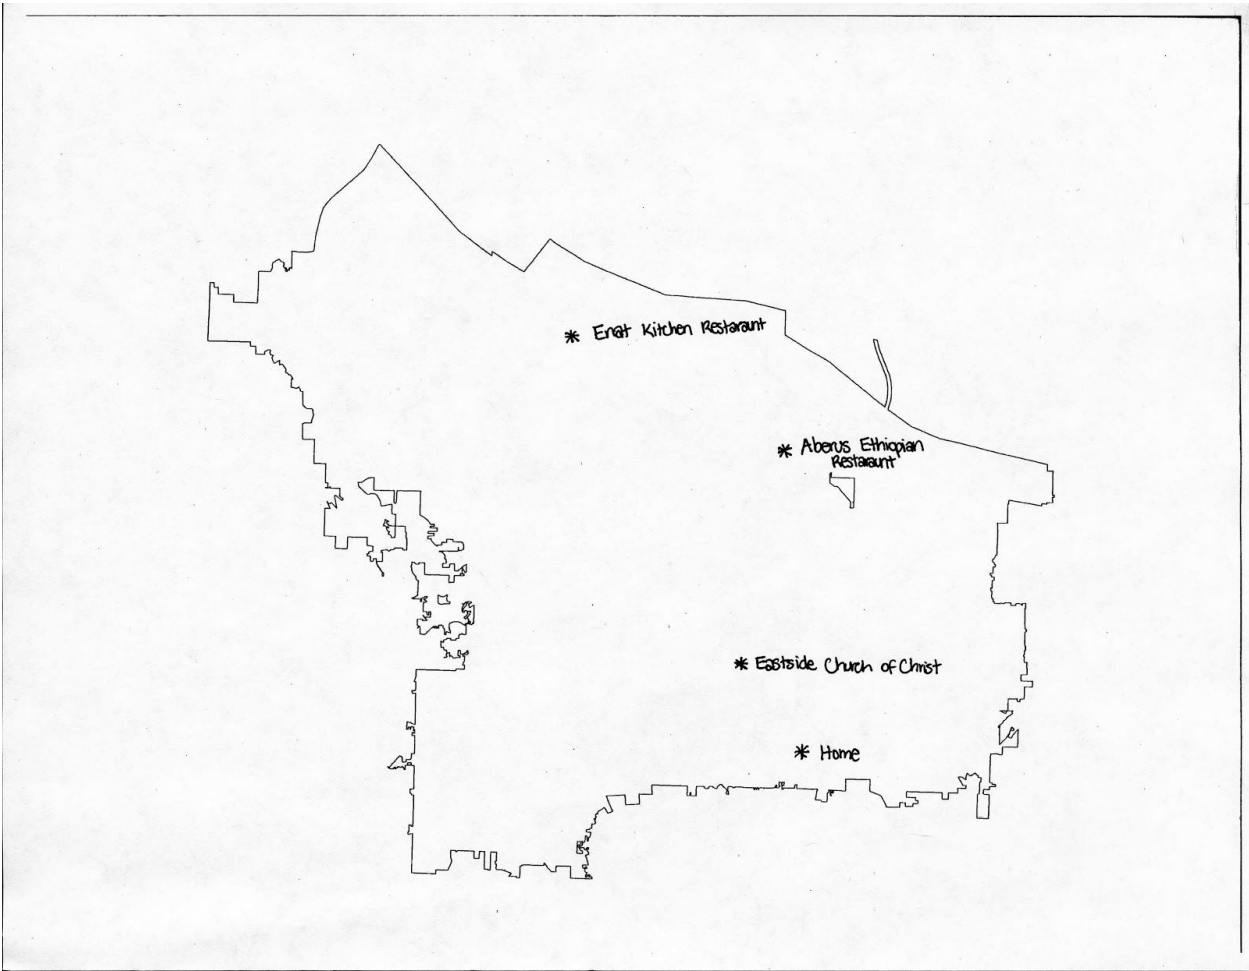 * Enat Kitchen Restaraunt
* Aberus Ethiopian
Restaraunt
* Eastside Church of Christ
* Home